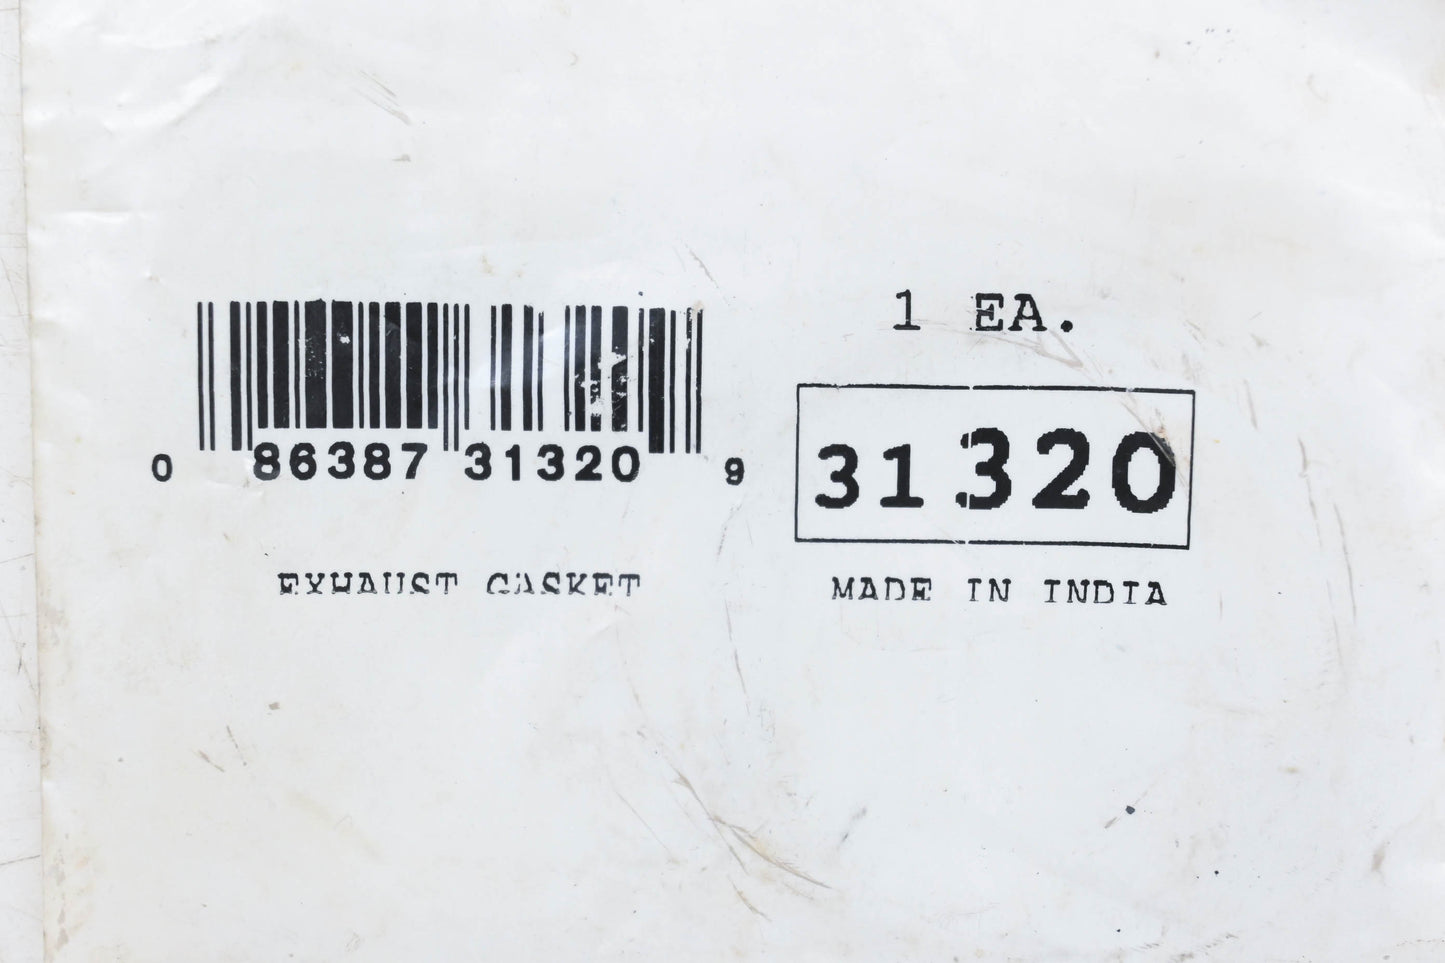 1 EA.
0 86387 31320 9
31320
EXHAUST GASKET
MADE IN INDIA